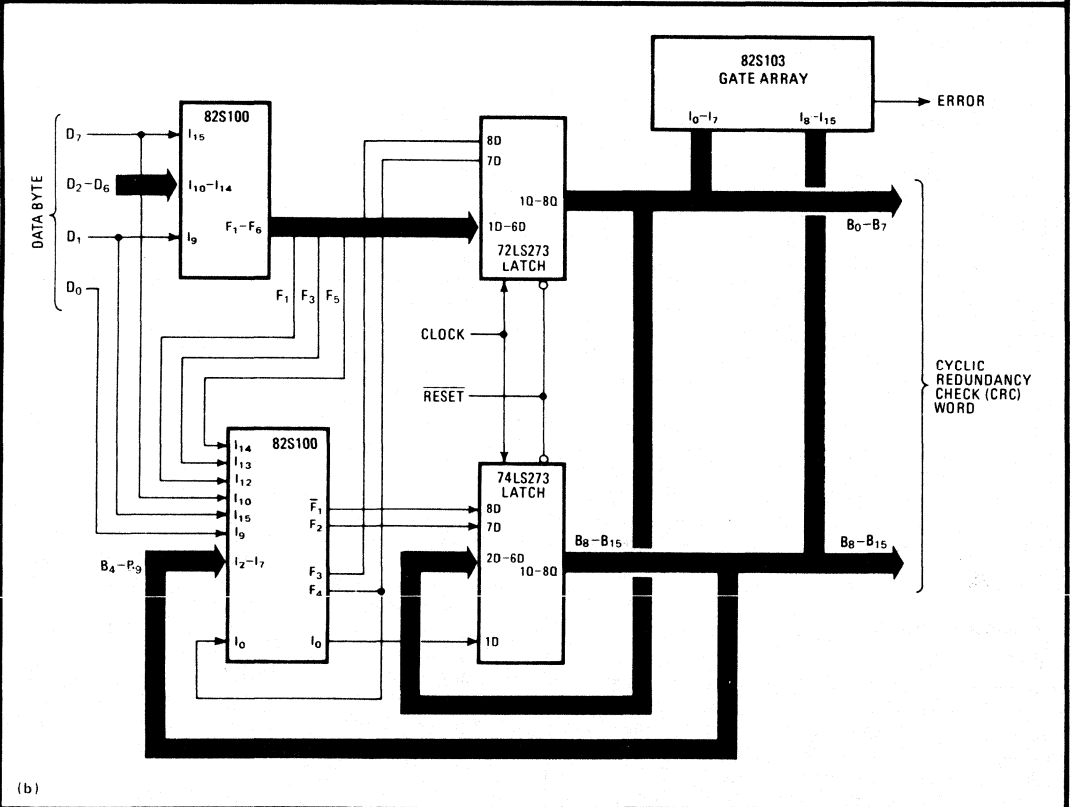 82S103
GATE ARRAY
I0–I7
I8–I15
ERROR
DATA BYTE
D7
D2–D6
D1
D0
82S100
I15
I10–I14
I9
F1–F6
F1
F3
F5
8D
7D
1Q–8Q
1D–6D
72LS273
LATCH
B0–B7
CLOCK
RESET
CYCLIC
REDUNDANCY
CHECK (CRC)
WORD
82S100
I14
I13
I12
I10
I15
I9
I2–I7
I0
F̅1
F2
F3
F4
I0
B4–B9
74LS273
LATCH
8D
7D
2D–6D
1Q–8Q
1D
B8–B15
B8–B15
(b)